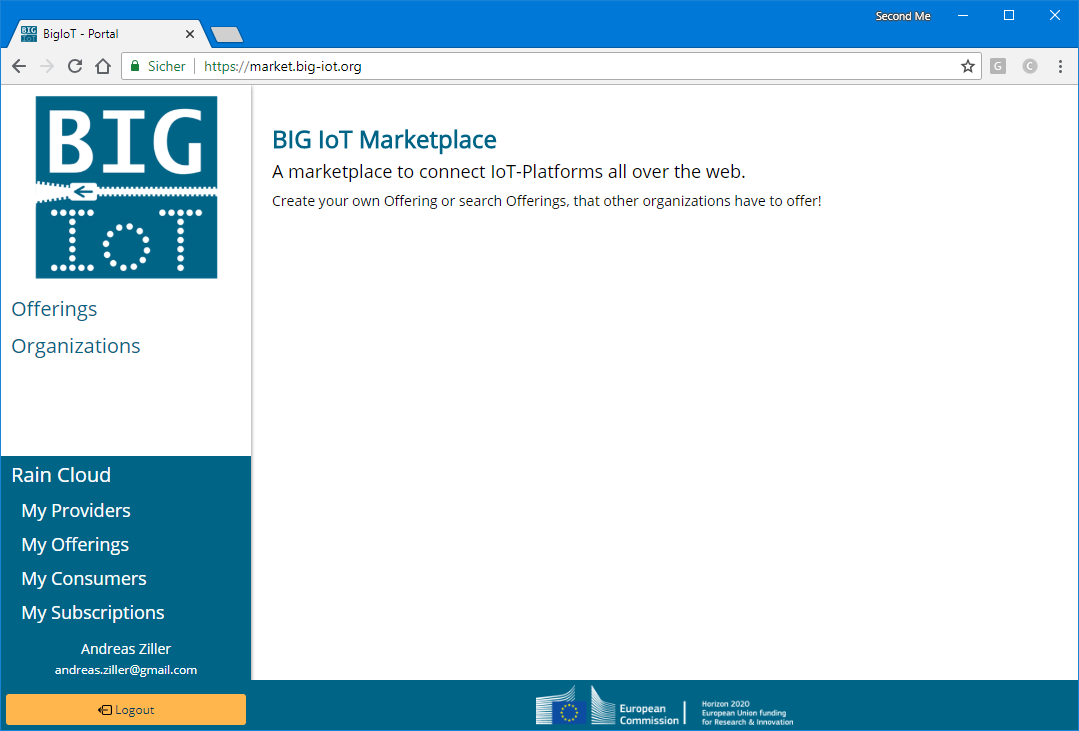 Second Me
BIG
IoT
BigIoT - Portal
Sicher
https://market.big-iot.org
G
C
BIG
IoT
BIG IoT Marketplace
A marketplace to connect IoT-Platforms all over the web.
Create your own Offering or search Offerings, that other organizations have to offer!
Offerings
Organizations
Rain Cloud
My Providers
My Offerings
My Consumers
My Subscriptions
Andreas Ziller
andreas.ziller@gmail.com
Logout
European
Commission
Horizon 2020
European Union funding
for Research & Innovation